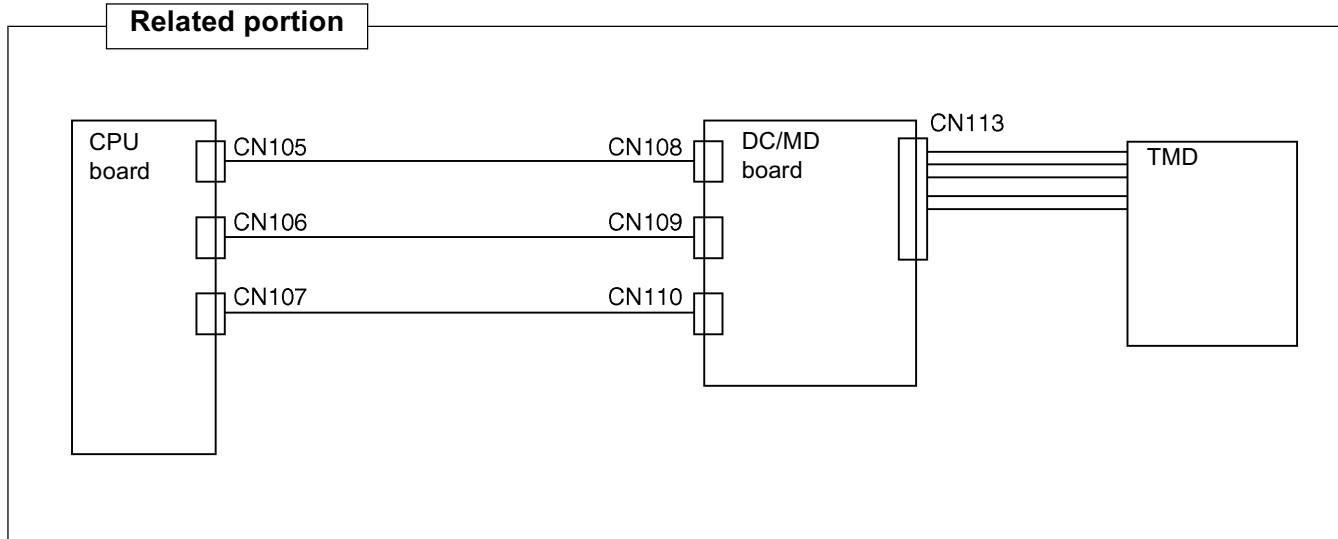 Related portion
CPU
board
CN105
CN106
CN107
CN108
CN109
CN110
DC/MD
board
CN113
TMD